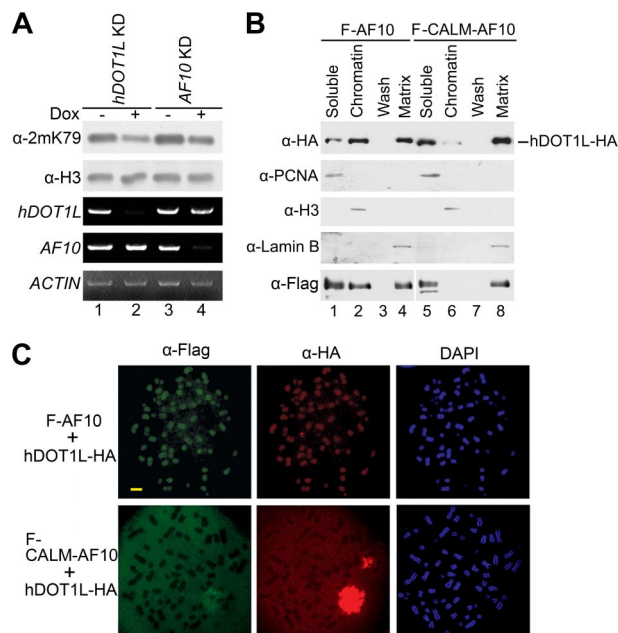 A
hDOT1L KD
AF10 KD
Dox - + - +
α-2mK79
α-H3
hDOT1L
AF10
ACTIN
1 2 3 4
B
F-AF10 F-CALM-AF10
Soluble Chromatin Wash Matrix Soluble Chromatin Wash Matrix
α-HA –hDOT1L-HA
α-PCNA
α-H3
α-Lamin B
α-Flag
1 2 3 4 5 6 7 8
C
α-Flag α-HA DAPI
F-AF10
+
hDOT1L-HA
F-
CALM-AF10
+
hDOT1L-HA